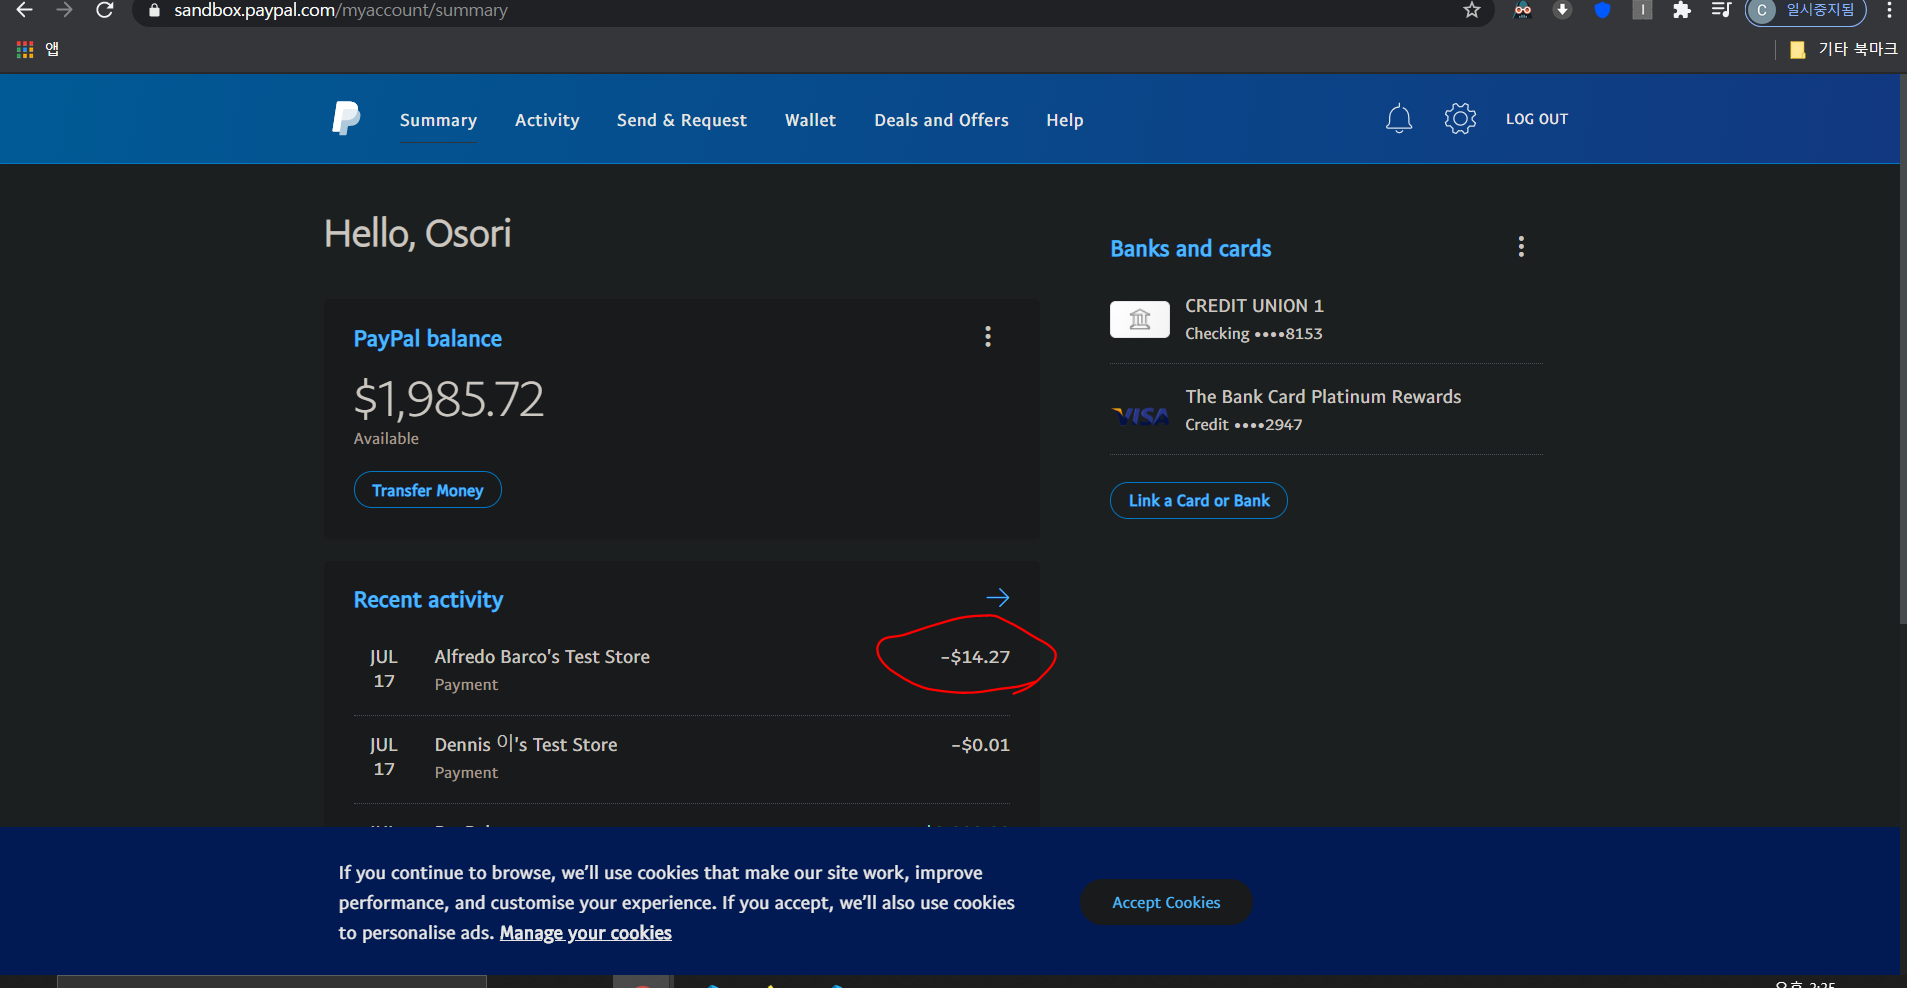 sandbox.paypal.com/myaccount/summary
C 일시중지됨
앱
기타 북마크
Summary Activity Send & Request Wallet Deals and Offers Help LOG OUT
Hello, Osori
PayPal balance
$1,985.72
Available
Transfer Money
Banks and cards
CREDIT UNION 1
Checking ••••8153
VISA
The Bank Card Platinum Rewards
Credit ••••2947
Link a Card or Bank
Recent activity
JUL 17 Alfredo Barco's Test Store -$14.27
Payment
JUL 17 Dennis 이's Test Store -$0.01
Payment
If you continue to browse, we'll use cookies that make our site work, improve
performance, and customise your experience. If you accept, we'll also use cookies
to personalise ads. Manage your cookies
Accept Cookies